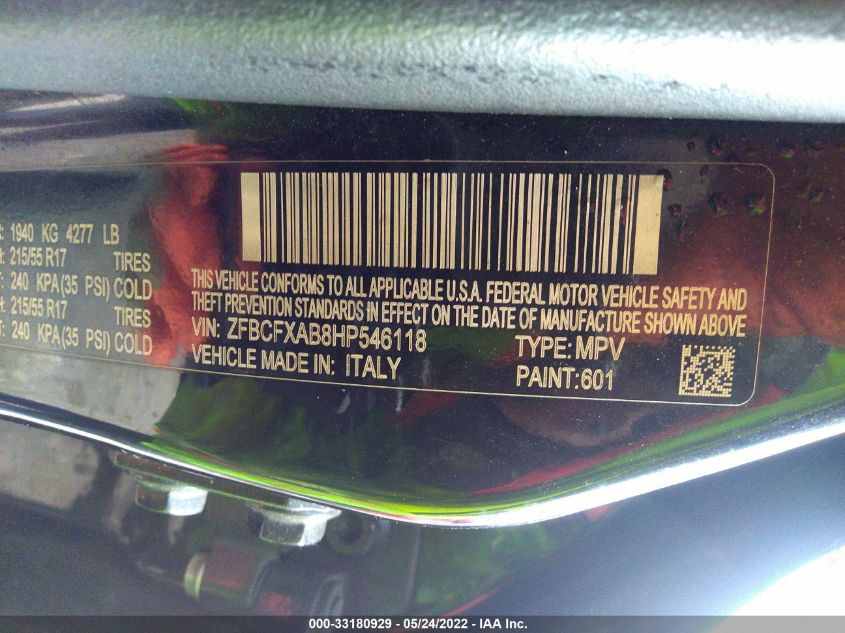 : 1940 KG 4277 LB
: 215/55 R17 TIRES
: 240 KPA(35 PSI) COLD
: 215/55 R17 TIRES
: 240 KPA(35 PSI) COLD
THIS VEHICLE CONFORMS TO ALL APPLICABLE U.S.A. FEDERAL MOTOR VEHICLE SAFETY AND
THEFT PREVENTION STANDARDS IN EFFECT ON THE DATE OF MANUFACTURE SHOWN ABOVE
VIN: ZFBCFXAB8HP546118 TYPE: MPV
VEHICLE MADE IN: ITALY PAINT:601
000-33180929 - 05/24/2022 - IAA Inc.